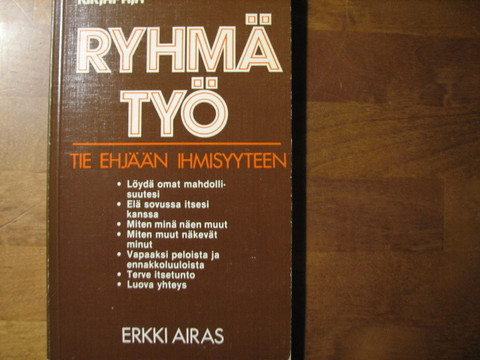 RYHMÄ
TYÖ
TIE EHJÄÄN IHMISYYTEEN
• Löydä omat mahdolli-
suutesi
• Elä sovussa itsesi
kanssa
• Miten minä näen muut
• Miten muut näkevät
minut
• Vapaaksi peloista ja
ennakkoluuloista
• Terve itsetunto
• Luova yhteys
ERKKI AIRAS